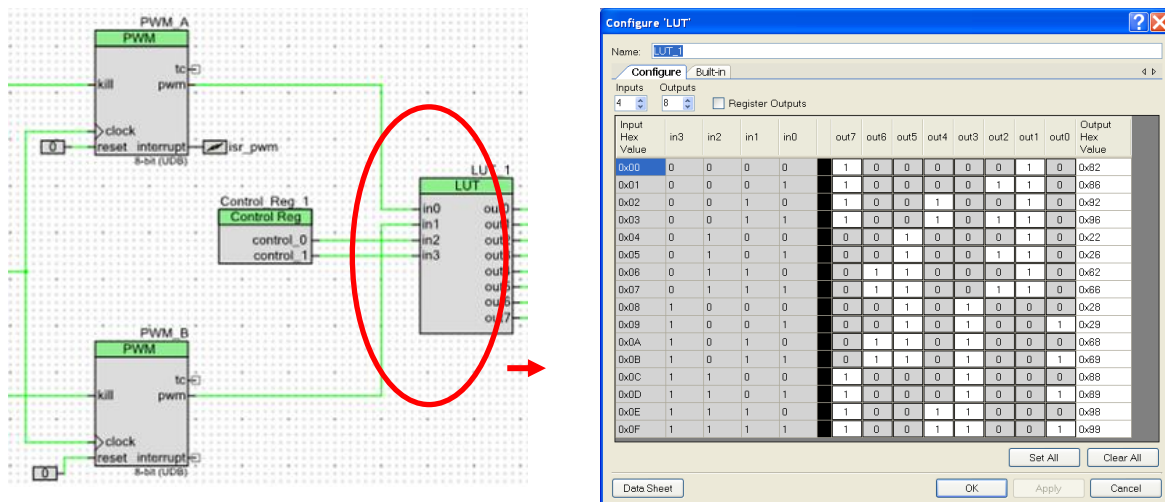 PWM_A
PWM
tc
kill pwm
clock
0 reset interrupt isr_pwm
8-bit (UDB)
LUT_1
LUT
Control_Reg_1
Control Reg
control_0
control_1
in0 out0
in1 out1
in2 out2
in3 out3
out4
out5
out6
out7
PWM_B
PWM
tc
kill pwm
clock
0 reset interrupt
8-bit (UDB)
Configure 'LUT'
Name: LUT_1
Configure Built-in
Inputs Outputs
4 8 Register Outputs
Input Hex Value in3 in2 in1 in0 out7 out6 out5 out4 out3 out2 out1 out0 Output Hex Value
0x00 0 0 0 0 1 0 0 0 0 0 1 0 0x82
0x01 0 0 0 1 1 0 0 0 0 1 1 0 0x86
0x02 0 0 1 0 1 0 0 1 0 0 1 0 0x92
0x03 0 0 1 1 1 0 0 1 0 1 1 0 0x96
0x04 0 1 0 0 0 0 1 0 0 0 1 0 0x22
0x05 0 1 0 1 0 0 1 0 0 1 1 0 0x26
0x06 0 1 1 0 0 1 1 0 0 0 1 0 0x62
0x07 0 1 1 1 0 1 1 0 0 1 1 0 0x66
0x08 1 0 0 0 0 0 1 0 1 0 0 0 0x28
0x09 1 0 0 1 0 0 1 0 1 0 0 1 0x29
0x0A 1 0 1 0 0 1 1 0 1 0 0 0 0x68
0x0B 1 0 1 1 0 1 1 0 1 0 0 1 0x69
0x0C 1 1 0 0 1 0 0 0 1 0 0 0 0x88
0x0D 1 1 0 1 1 0 0 0 1 0 0 1 0x89
0x0E 1 1 1 0 1 0 0 1 1 0 0 0 0x98
0x0F 1 1 1 1 1 0 0 1 1 0 0 1 0x99
Set All Clear All
Data Sheet OK Apply Cancel